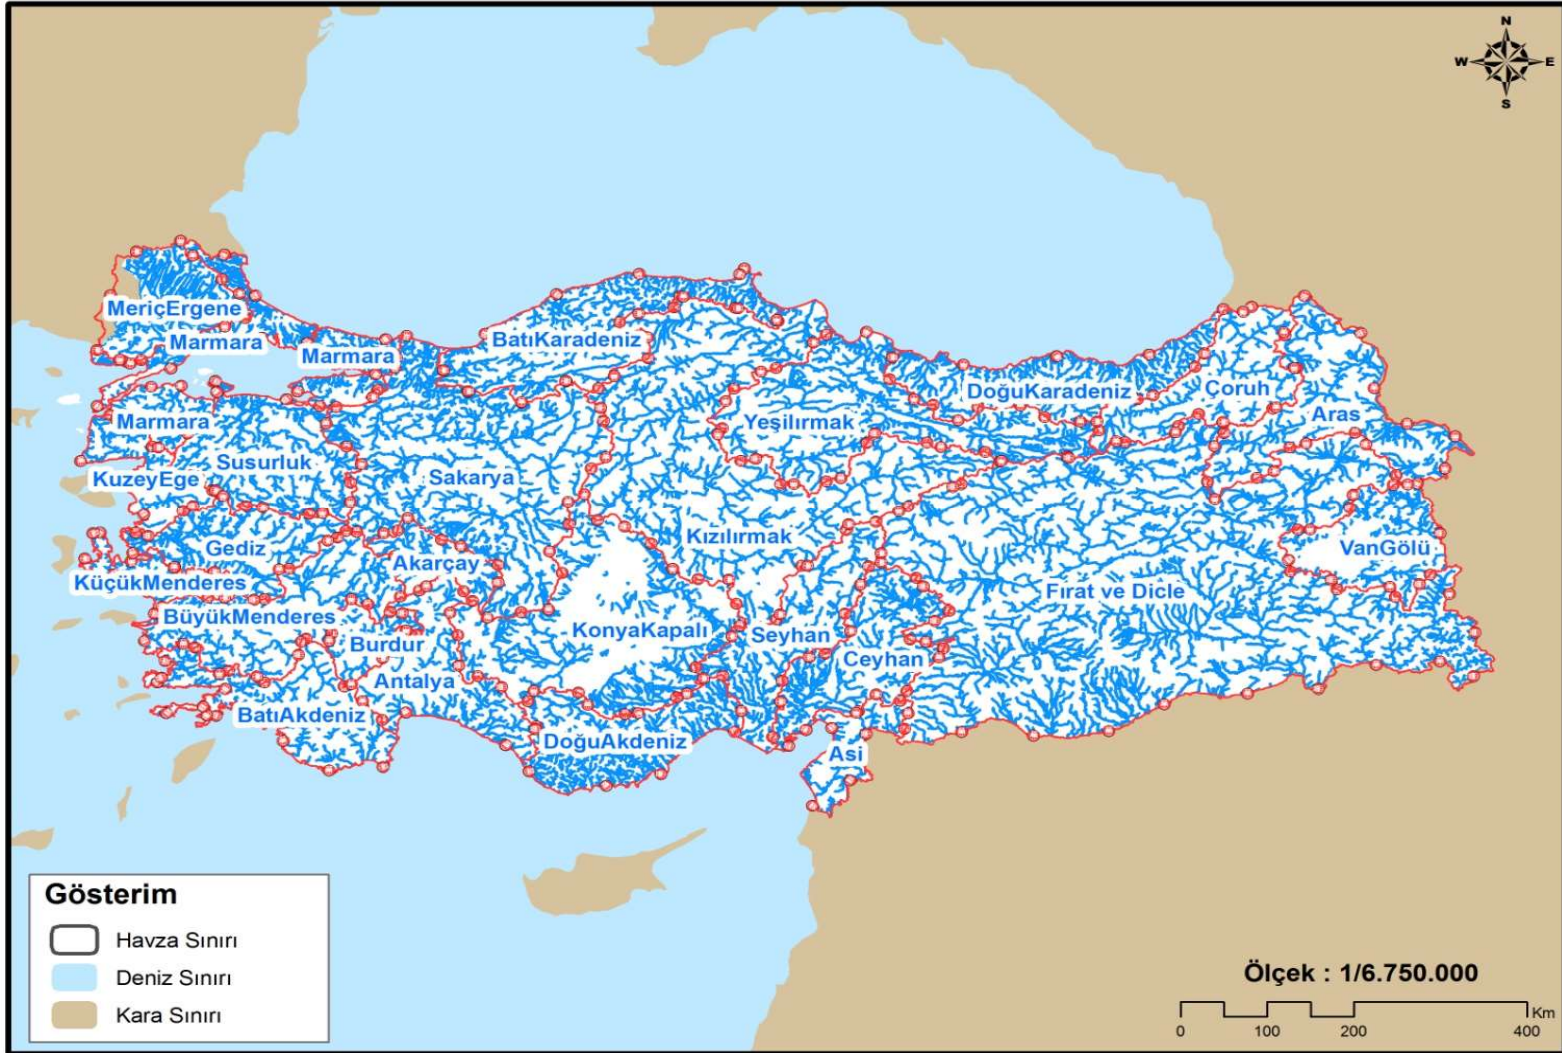 N
W E
S
MeriçErgene
Marmara
Marmara
BatıKaradeniz
DoğuKaradeniz
Çoruh
Aras
Marmara
Yeşilırmak
Susurluk
KuzeyEge
Sakarya
Kızılırmak
Gediz
VanGölü
Akarçay
KüçükMenderes
Fırat ve Dicle
BüyükMenderes
KonyaKapalı
Seyhan
Burdur
Ceyhan
Antalya
BatıAkdeniz
DoğuAkdeniz
Asi
Gösterim
Havza Sınırı
Deniz Sınırı
Kara Sınırı
Ölçek : 1/6.750.000
Km
0 100 200 400